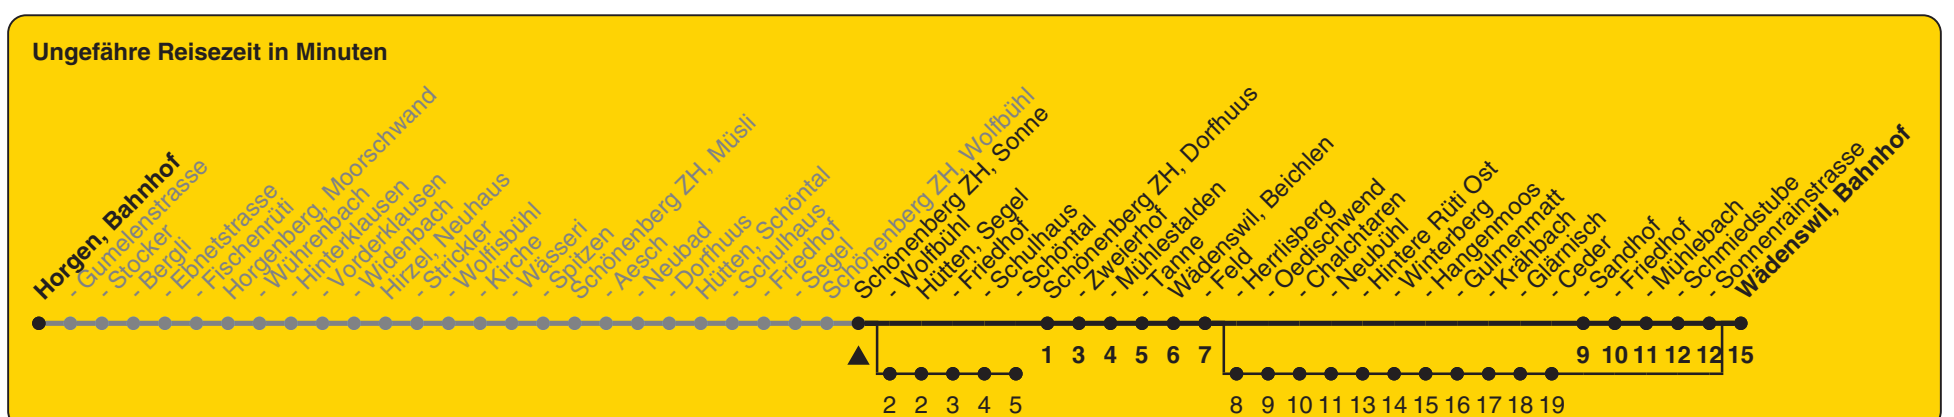 Ungefähre Reisezeit in Minuten
Horgen, Bahnhof
- Gumelenstrasse
- Stocker
- Bergli
- Ebnetstrasse
- Fischenrüti
Horgenberg, Moorschwand
- Wührenbach
- Hinterklausen
- Vorderklausen
- Widenbach
Hirzel, Neuhaus
- Strickler
- Wolfisbühl
- Kirche
- Wässeri
- Spitzen
Schönenberg ZH, Müsli
- Aesch
- Neubad
- Dorfhuus
Hütten, Schöntal
- Schulhaus
- Friedhof
- Segel
Schönenberg ZH, Wolfbühl
Schönenberg ZH, Sonne
- Wolfbühl
Hütten, Segel
- Friedhof
- Schulhaus
- Schöntal
Schönenberg ZH, Dorfhuus
- Zweierhof
- Mühlestalden
- Tanne
Wädenswil, Beichlen
- Feld
- Herrlisberg
- Oedischwend
- Chalchtaren
- Neubühl
- Hintere Rüti Ost
- Winterberg
- Hangenmoos
- Gulmenmatt
- Krähbach
- Glärnisch
- Ceder
- Sandhof
- Friedhof
- Mühlebach
- Schmiedstube
- Sonnenrainstrasse
Wädenswil, Bahnhof
1 3 4 5 6 7 9 10 11 12 12 15
2 2 3 4 5 8 9 10 11 13 14 15 16 17 18 19